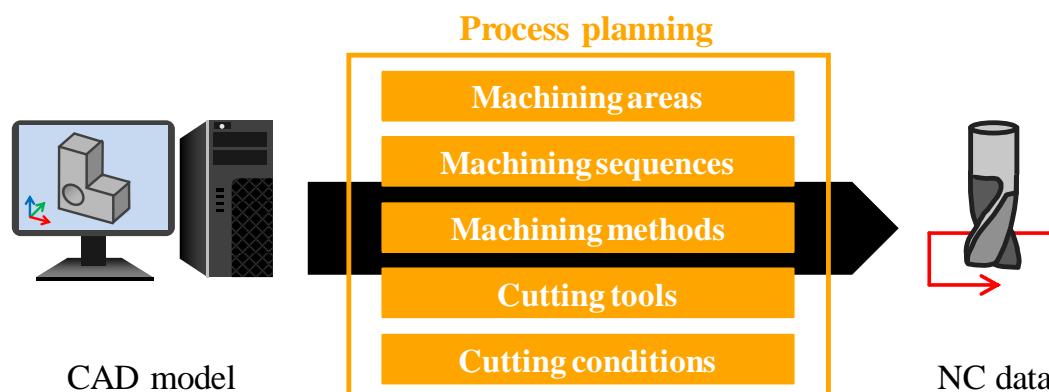 Process planning
Machining areas
Machining sequences
Machining methods
Cutting tools
Cutting conditions
CAD model
NC data